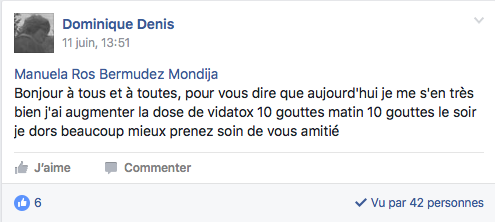 Dominique Denis
11 juin, 13:51
Manuela Ros Bermudez Mondija
Bonjour à tous et à toutes, pour vous dire que aujourd'hui je me s'en très
bien j'ai augmenter la dose de vidatox 10 gouttes matin 10 gouttes le soir
je dors beaucoup mieux prenez soin de vous amitié
J'aime Commenter
6 Vu par 42 personnes